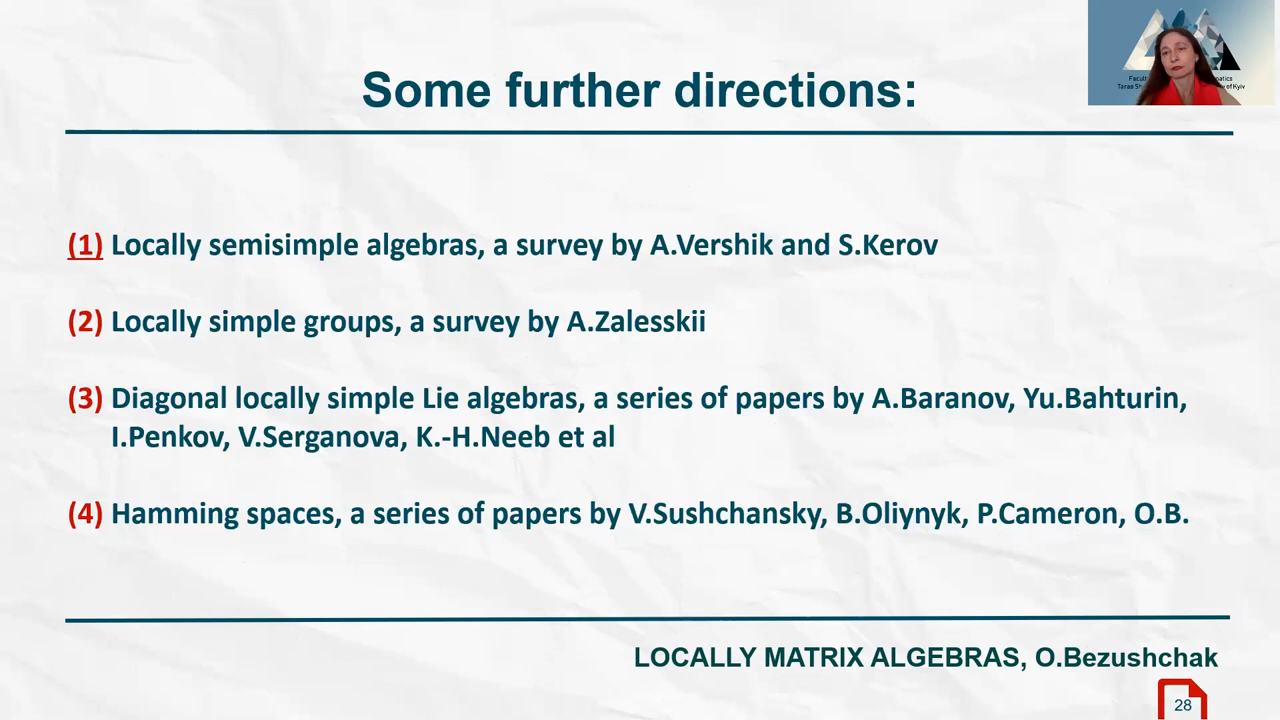 Some further directions:
(1) Locally semisimple algebras, a survey by A.Vershik and S.Kerov
(2) Locally simple groups, a survey by A.Zalesskii
(3) Diagonal locally simple Lie algebras, a series of papers by A.Baranov, Yu.Bahturin,
I.Penkov, V.Serganova, K.-H.Neeb et al
(4) Hamming spaces, a series of papers by V.Sushchansky, B.Oliynyk, P.Cameron, O.B.
LOCALLY MATRIX ALGEBRAS, O.Bezushchak
28